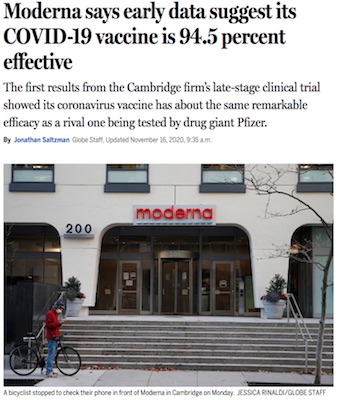 Moderna says early data suggest its
COVID-19 vaccine is 94.5 percent
effective
The first results from the Cambridge firm's late-stage clinical trial
showed its coronavirus vaccine has about the same remarkable
efficacy as a rival one being tested by drug giant Pfizer.
By Jonathan Saltzman Globe Staff, Updated November 16, 2020, 9:35 a.m.
moderna
200
A bicyclist stopped to check their phone in front of Moderna in Cambridge on Monday. JESSICA RINALDI/GLOBE STAFF